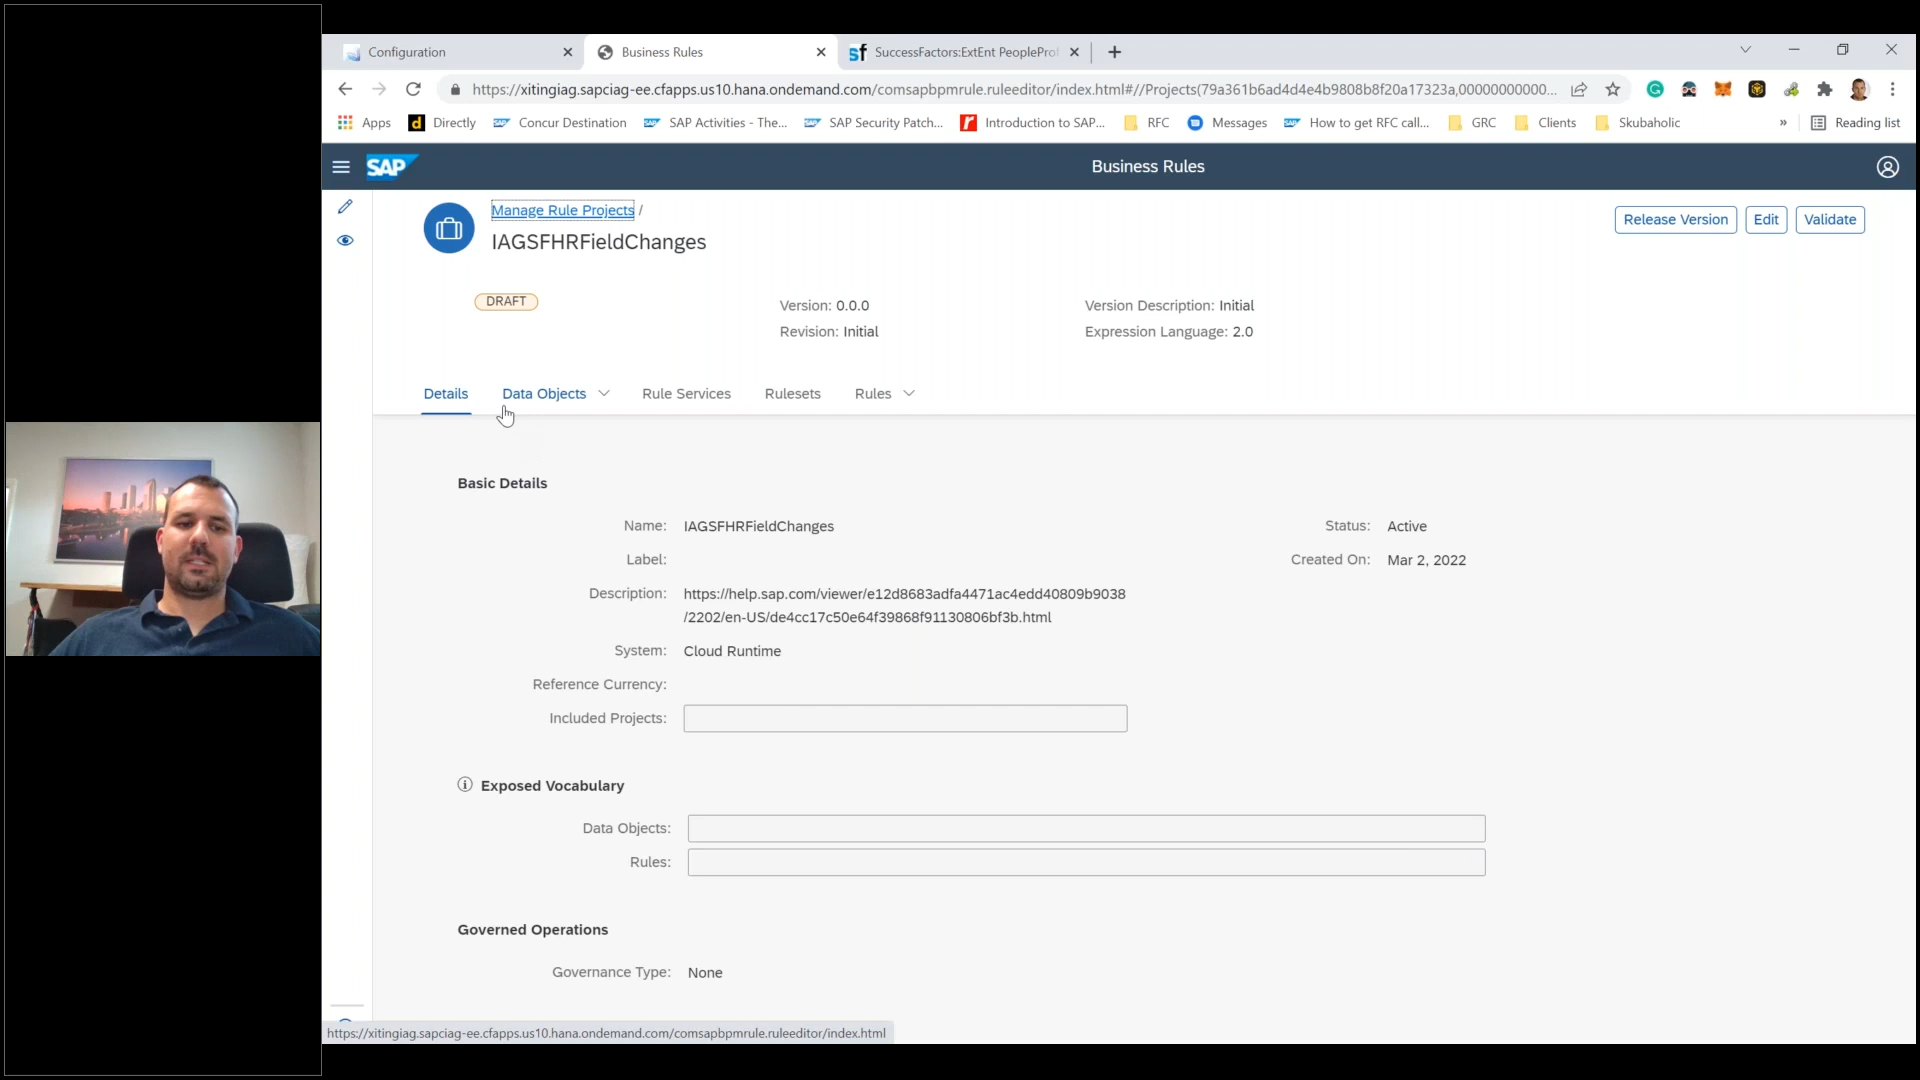 Configuration
Business Rules
sf SuccessFactors:ExtEnt PeoplePro
https://xitingiag.sapciag-ee.cfapps.us10.hana.ondemand.com/comsapbpmrule.ruleeditor/index.html#//Projects(79a361b6ad4d4e4b9808b8f20a17323a,00000000000...
Apps
d Directly
SAP Concur Destination
SAP SAP Activities - The...
SAP SAP Security Patch...
Introduction to SAP...
RFC
Messages
SAP How to get RFC call...
GRC
Clients
Skubaholic
»
Reading list
SAP
Business Rules
Manage Rule Projects /
IAGSFHRFieldChanges
Release Version
Edit
Validate
DRAFT
Version: 0.0.0
Version Description: Initial
Revision: Initial
Expression Language: 2.0
Details
Data Objects
Rule Services
Rulesets
Rules
Basic Details
Name: IAGSFHRFieldChanges
Status: Active
Label:
Created On: Mar 2, 2022
Description: https://help.sap.com/viewer/e12d8683adfa4471ac4edd40809b9038
/2202/en-US/de4cc17c50e64f39868f91130806bf3b.html
System: Cloud Runtime
Reference Currency:
Included Projects:
Exposed Vocabulary
Data Objects:
Rules:
Governed Operations
Governance Type: None
https://xitingiag.sapciag-ee.cfapps.us10.hana.ondemand.com/comsapbpmrule.ruleeditor/index.html